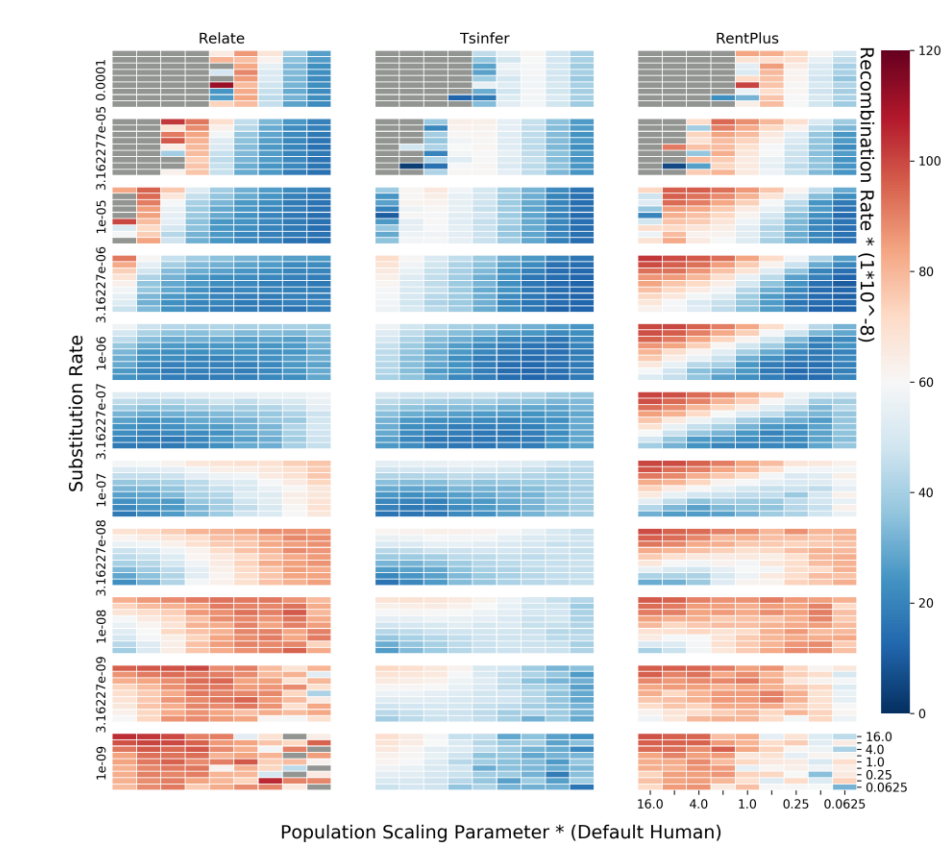 Relate
Tsinfer
RentPlus
Substitution Rate
0.0001
3.16227e-05
1e-05
3.16227e-06
1e-06
3.16227e-07
1e-07
3.16227e-08
1e-08
3.16227e-09
1e-09
Recombination Rate * (1*10^-8)
120
100
80
60
40
20
0
16.0
4.0
1.0
0.25
0.0625
16.0 4.0 1.0 0.25 0.0625
Population Scaling Parameter * (Default Human)